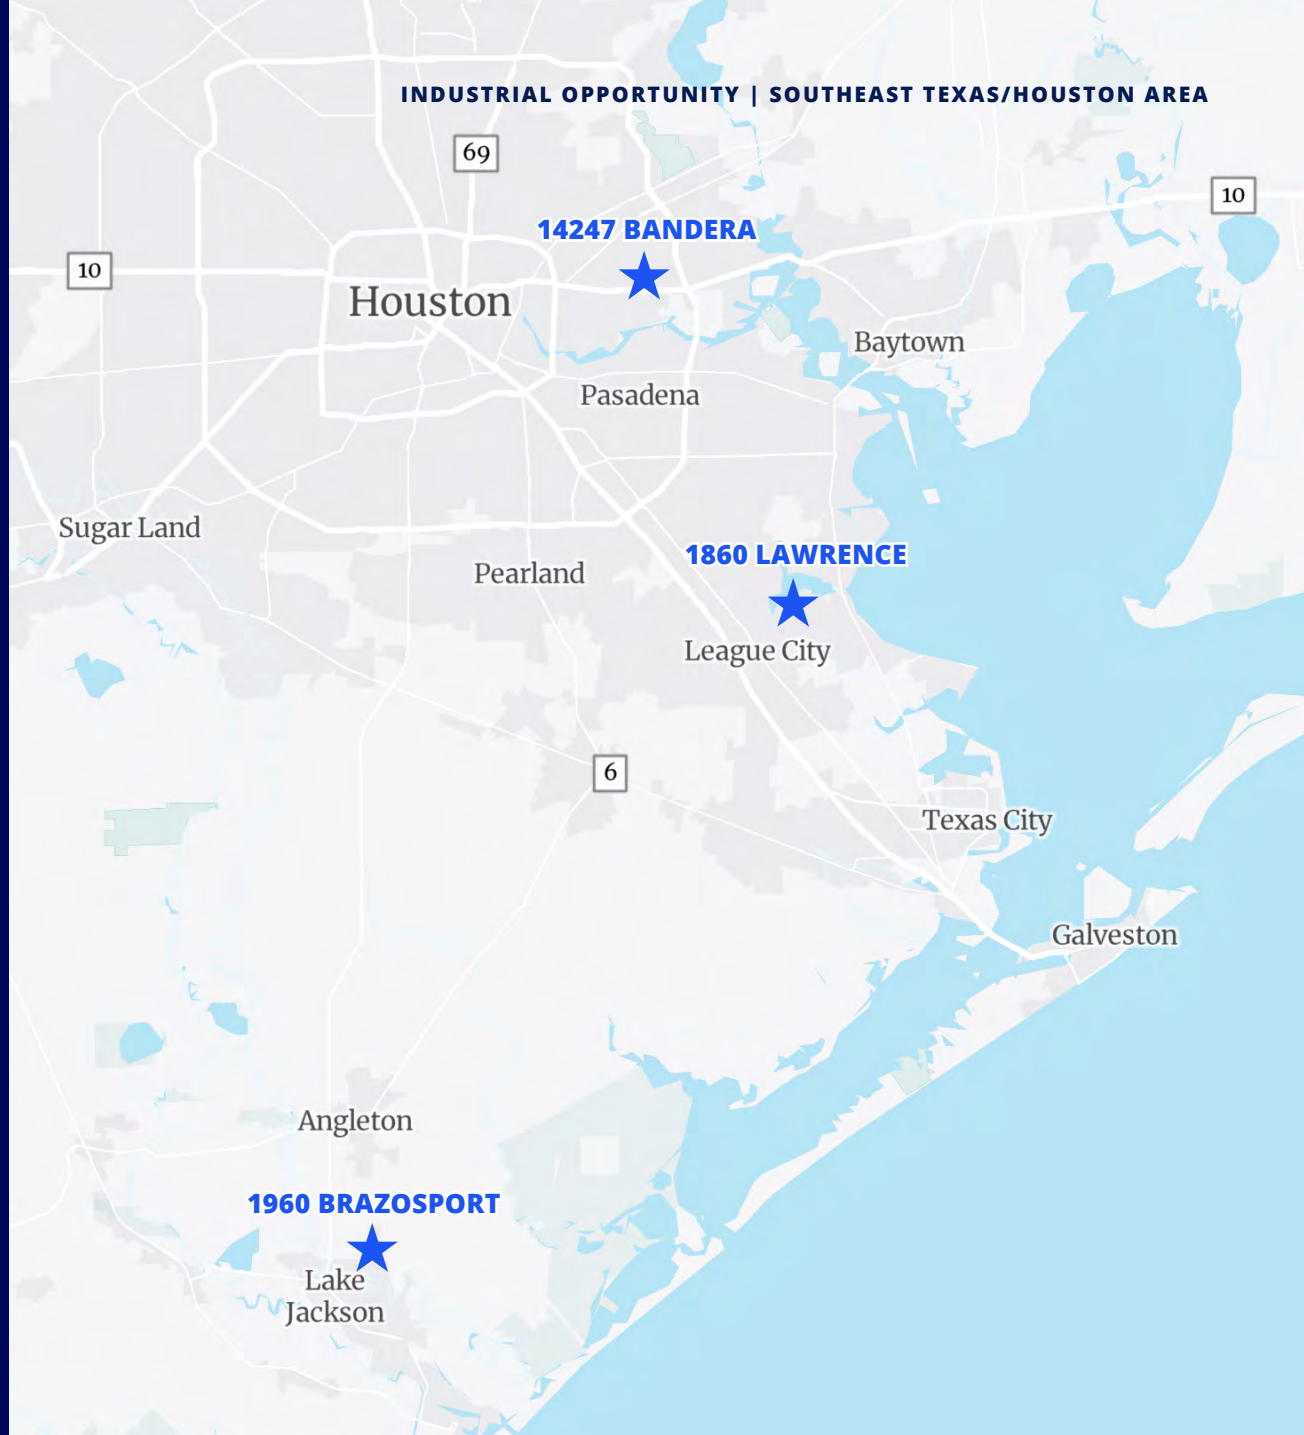 INDUSTRIAL OPPORTUNITY | SOUTHEAST TEXAS/HOUSTON AREA
69
10
14247 BANDERA
10
Houston
Baytown
Pasadena
Sugar Land
1860 LAWRENCE
Pearland
League City
6
Texas City
Galveston
Angleton
1960 BRAZOSPORT
Lake
Jackson